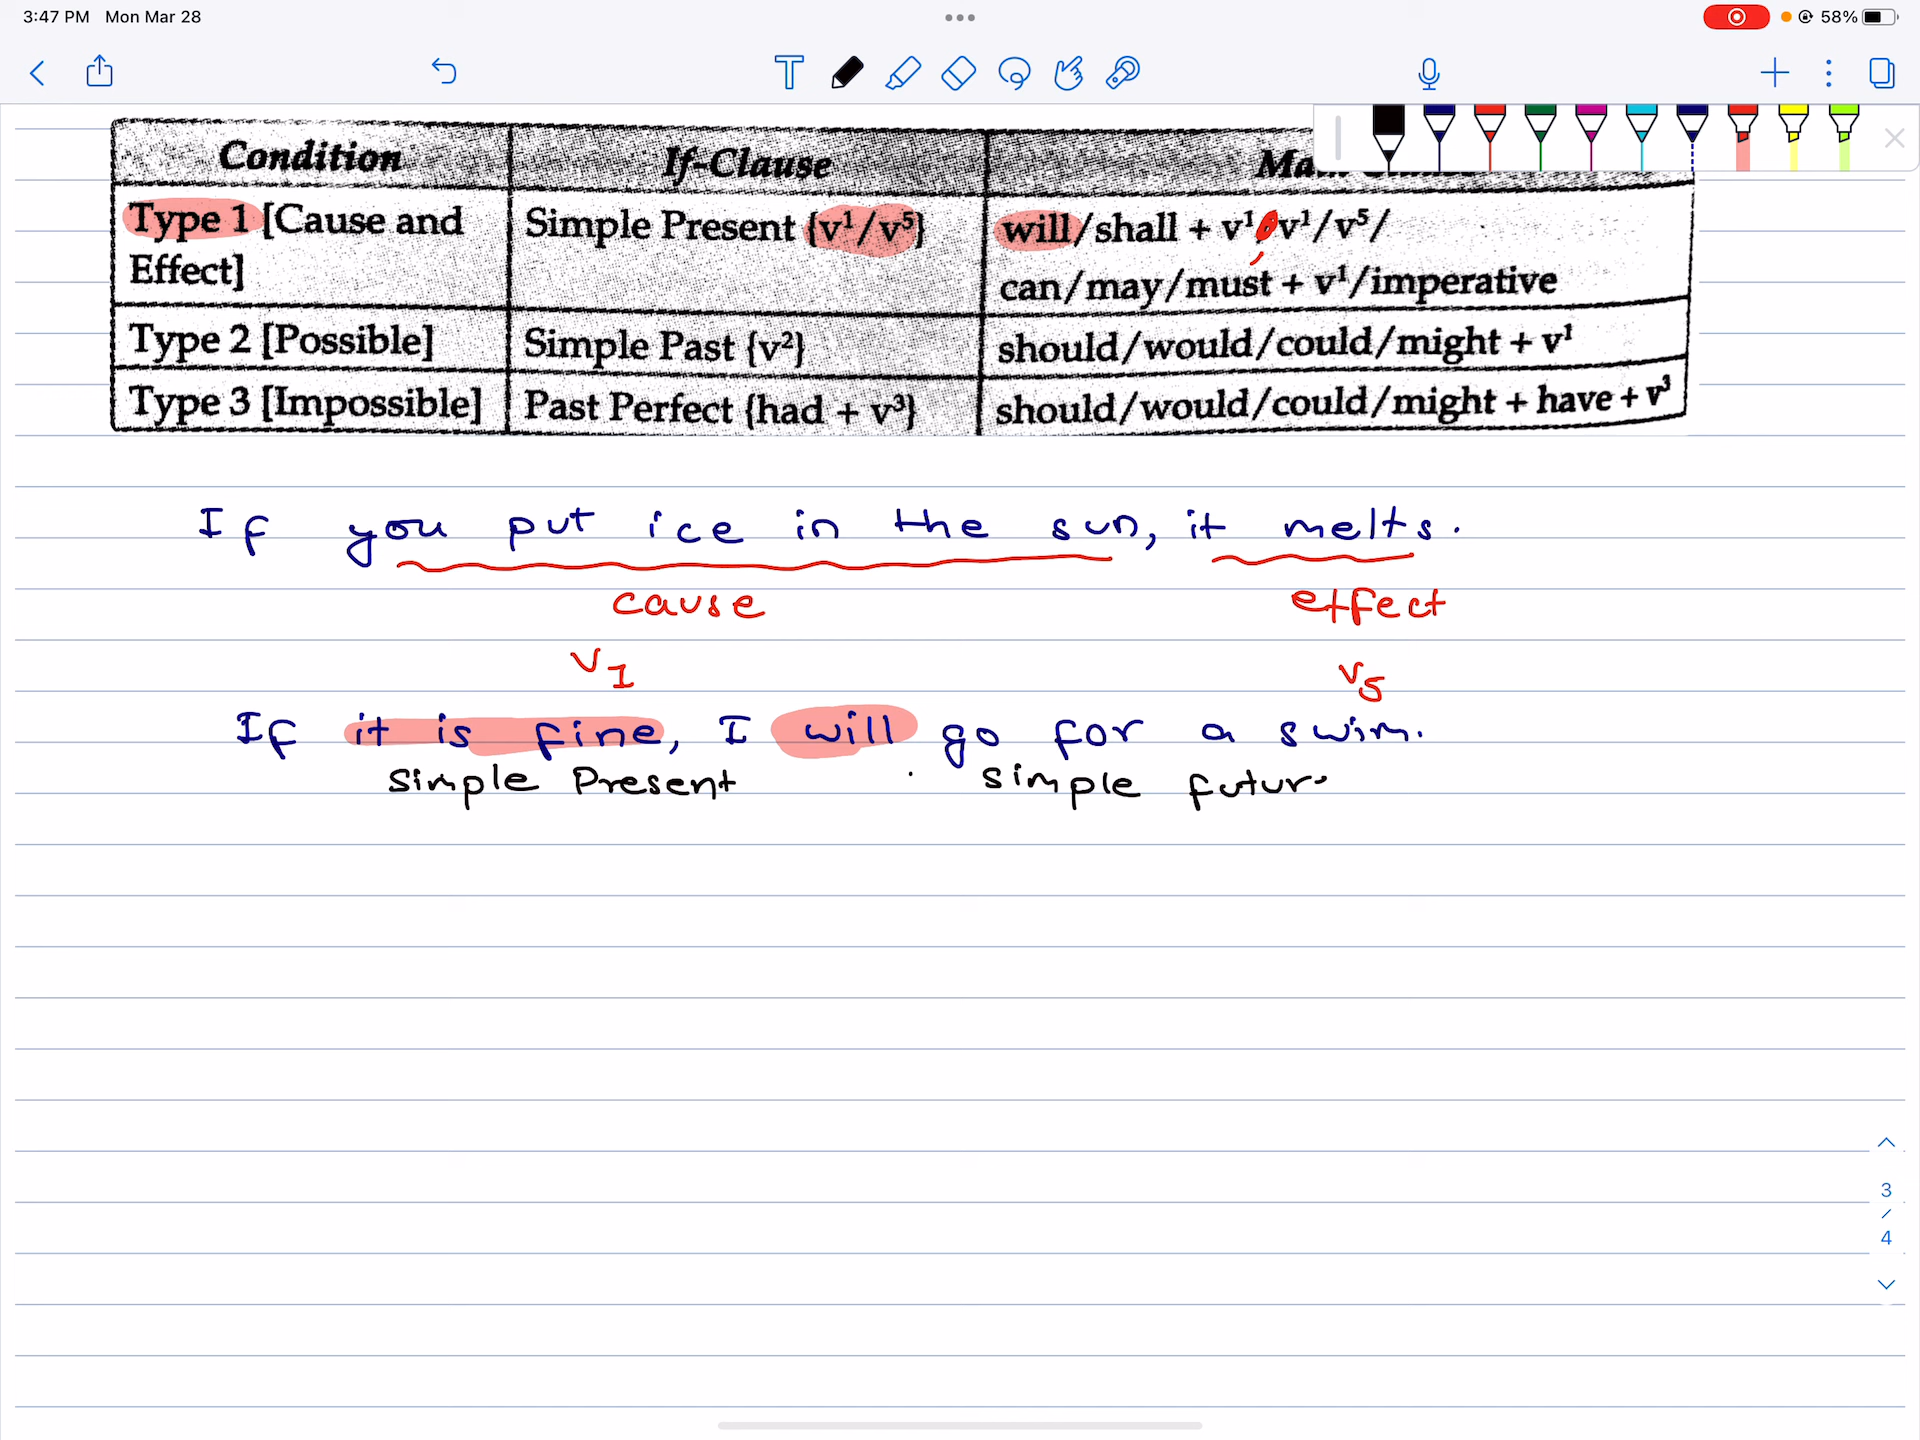 3:47 PM Mon Mar 28
58%
Condition If-Clause
Type 1 [Cause and Effect] Simple Present {v¹/v⁵} will/shall + v¹, v¹/v⁵/
can/may/must + v¹/imperative
Type 2 [Possible] Simple Past {v²} should/would/could/might + v¹
Type 3 [Impossible] Past Perfect {had + v³} should/would/could/might + have + v³
If you put ice in the sun, it melts.
cause effect
V1 V5
If it is fine, I will go for a swim.
Simple Present Simple futur
3
/
4